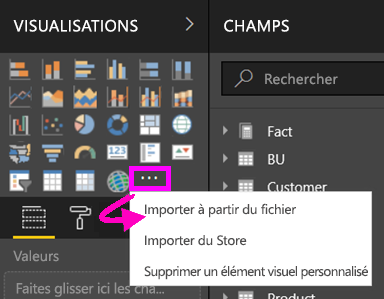 VISUALISATIONS
CHAMPS
Rechercher
Fact
BU
Customer
123
R
...
Importer à partir du fichier
Importer du Store
Supprimer un élément visuel personnalisé
Valeurs
Faites glisser ici les cha...
Product